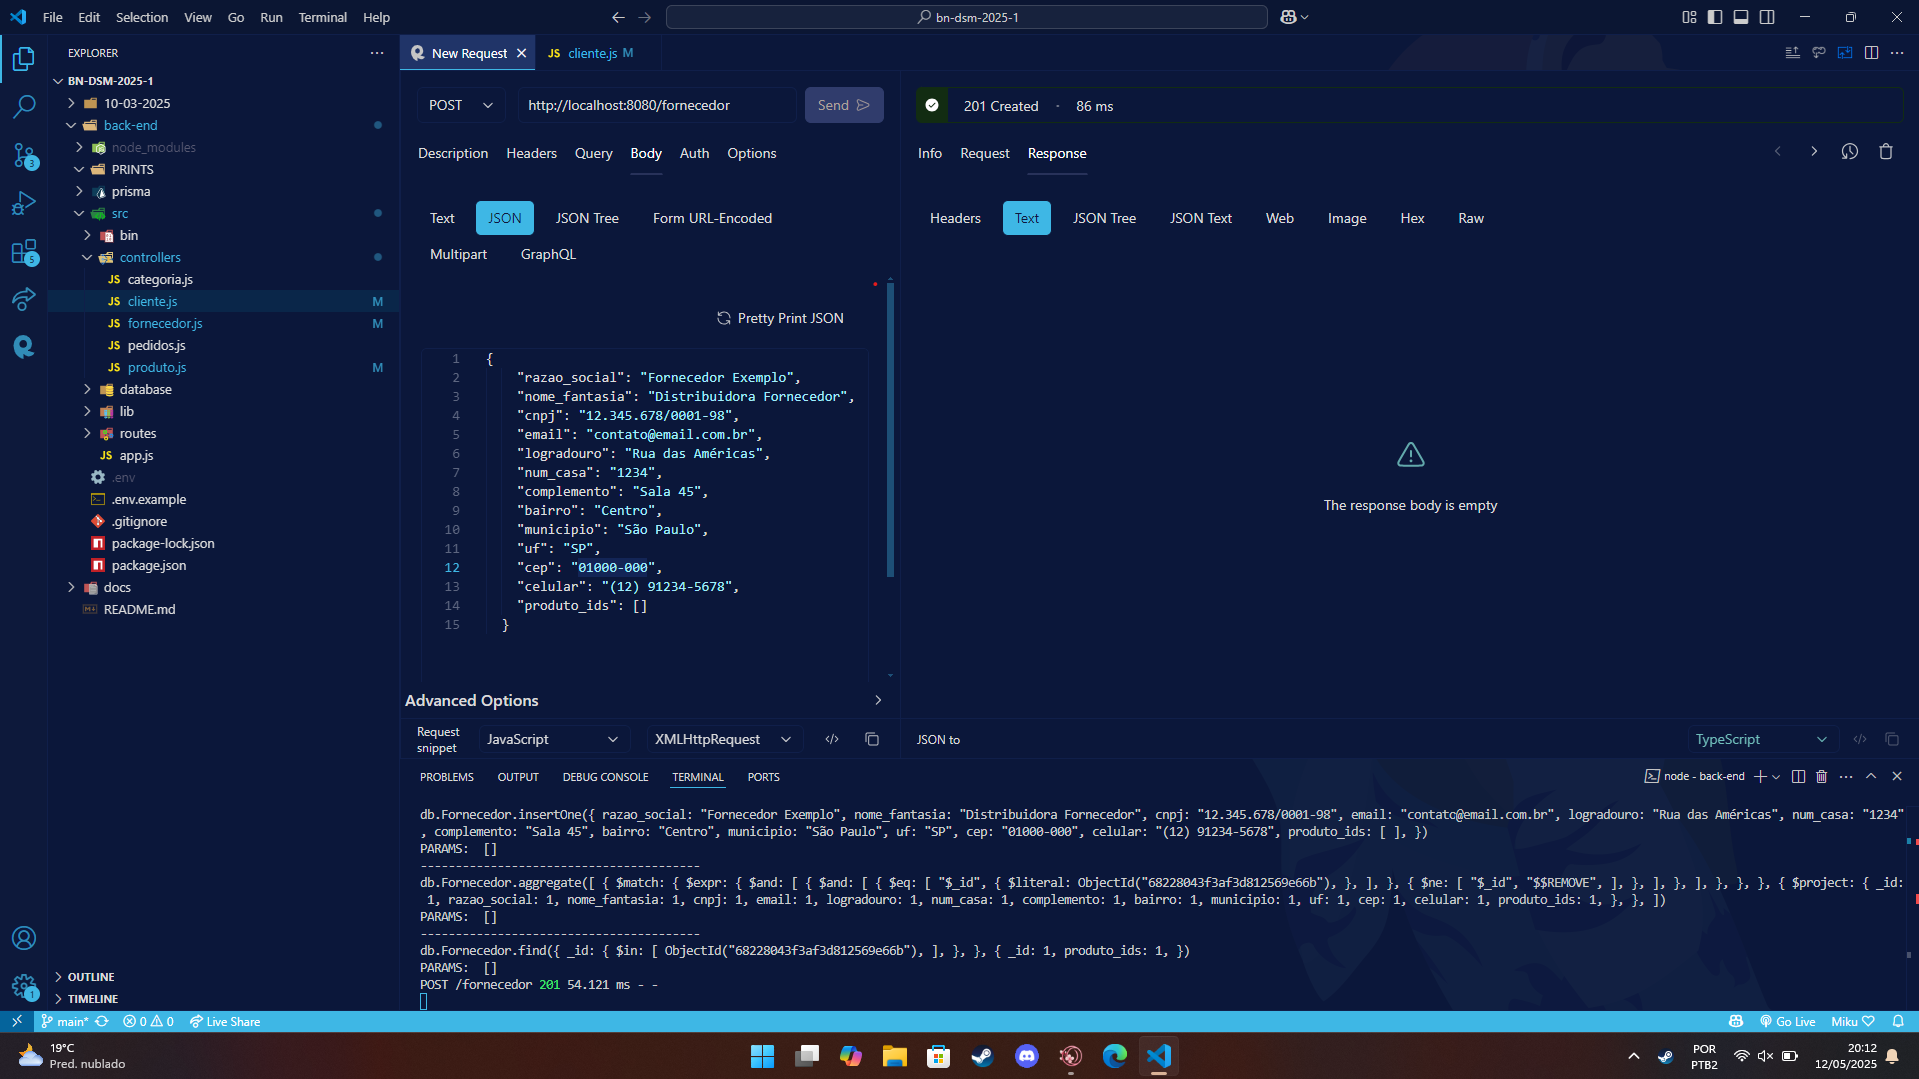 File Edit Selection View Go Run Terminal Help
bn-dsm-2025-1
EXPLORER
BN-DSM-2025-1
10-03-2025
back-end
node_modules
PRINTS
prisma
src
bin
controllers
JS categoria.js
JS cliente.js M
JS fornecedor.js M
JS pedidos.js
JS produto.js M
database
lib
routes
JS app.js
.env
.env.example
.gitignore
package-lock.json
package.json
docs
README.md
OUTLINE
TIMELINE
3
5
1
New Request
JS cliente.js M
POST
http://localhost:8080/fornecedor
Send
Description Headers Query Body Auth Options
Text JSON JSON Tree Form URL-Encoded
Multipart GraphQL
Pretty Print JSON
1 {
2 "razao_social": "Fornecedor Exemplo",
3 "nome_fantasia": "Distribuidora Fornecedor",
4 "cnpj": "12.345.678/0001-98",
5 "email": "contato@email.com.br",
6 "logradouro": "Rua das Américas",
7 "num_casa": "1234",
8 "complemento": "Sala 45",
9 "bairro": "Centro",
10 "municipio": "São Paulo",
11 "uf": "SP",
12 "cep": "01000-000",
13 "celular": "(12) 91234-5678",
14 "produto_ids": []
15 }
Advanced Options
Request snippet
JavaScript
XMLHttpRequest
201 Created · 86 ms
Info Request Response
Headers Text JSON Tree JSON Text Web Image Hex Raw
The response body is empty
JSON to
TypeScript
PROBLEMS OUTPUT DEBUG CONSOLE TERMINAL PORTS
node - back-end
db.Fornecedor.insertOne({ razao_social: "Fornecedor Exemplo", nome_fantasia: "Distribuidora Fornecedor", cnpj: "12.345.678/0001-98", email: "contato@email.com.br", logradouro: "Rua das Américas", num_casa: "1234"
, complemento: "Sala 45", bairro: "Centro", municipio: "São Paulo", uf: "SP", cep: "01000-000", celular: "(12) 91234-5678", produto_ids: [ ], })
PARAMS: []
----------------------------------------
db.Fornecedor.aggregate([ { $match: { $expr: { $and: [ { $and: [ { $eq: [ "$_id", { $literal: ObjectId("68228043f3af3d812569e66b"), }, ], }, { $ne: [ "$_id", "$$REMOVE", ], }, ], }, ], }, }, }, { $project: { _id:
1, razao_social: 1, nome_fantasia: 1, cnpj: 1, email: 1, logradouro: 1, num_casa: 1, complemento: 1, bairro: 1, municipio: 1, uf: 1, cep: 1, celular: 1, produto_ids: 1, }, }, ])
PARAMS: []
----------------------------------------
db.Fornecedor.find({ _id: { $in: [ ObjectId("68228043f3af3d812569e66b"), ], }, }, { _id: 1, produto_ids: 1, })
PARAMS: []
POST /fornecedor 201 54.121 ms - -
main* 0 0 Live Share
Go Live Miku
19°C
Pred. nublado
POR
PTB2
20:12
12/05/2025